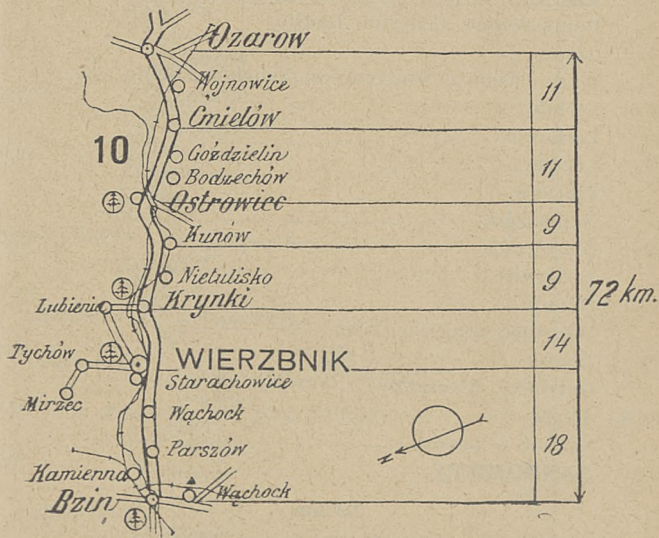 Ozarow
Wojnowice
11
Ćmielów
10
Goździelin
11
Bodzechów
Ostrowiec
9
Kunów
Nietulisko
9
72 km.
Lubienia
Krynki
Tychów
14
WIERZBNIK
Starachowice
Mirzec
Wąchock
N
Parszów
18
Kamienna
Wąchock
Bzin